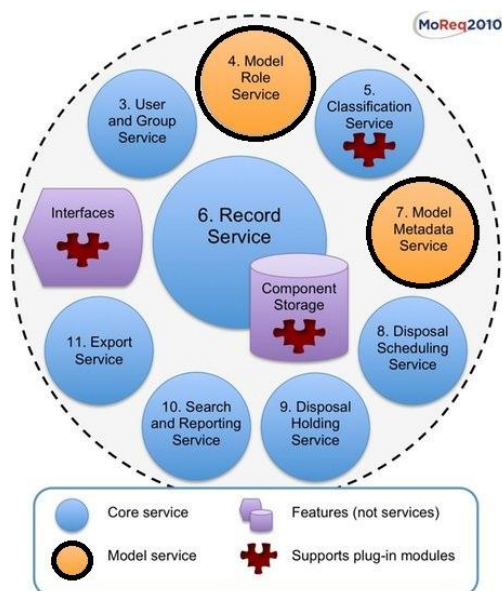 MoReq2010
4. Model
Role
Service
3. User
and Group
Service
5.
Classification
Service
Interfaces
6. Record
Service
7. Model
Metadata
Service
Component
Storage
11. Export
Service
8. Disposal
Scheduling
Service
10. Search
and Reporting
Service
9. Disposal
Holding
Service
Core service
Features (not services)
Model service
Supports plug-in modules